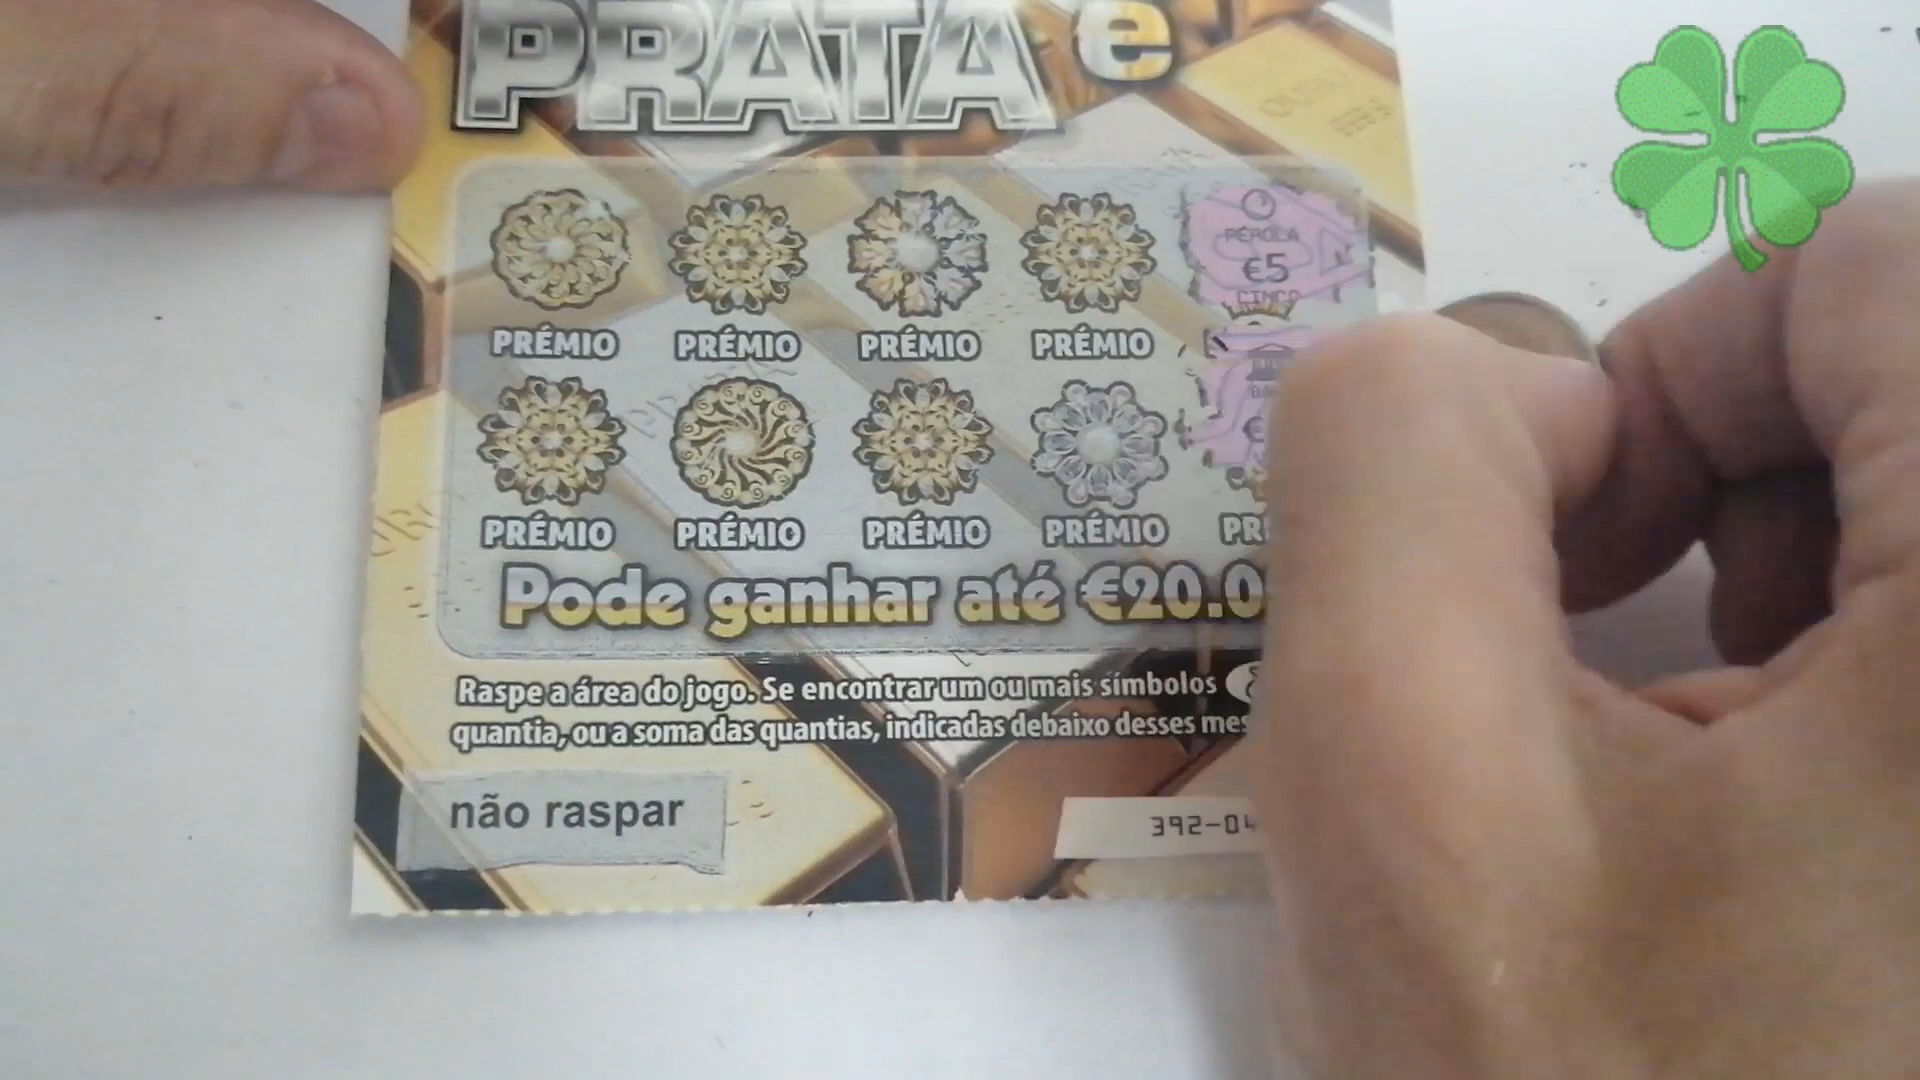 PRATA e
OURO
PÉROLA
€5
CINCO
PRÉMIO PRÉMIO PRÉMIO PRÉMIO
PRÉMIO PRÉMIO PRÉMIO PRÉMIO
Pode ganhar até €20.0
Raspe a área do jogo. Se encontrar um ou mais símbolos
quantia, ou a soma das quantias, indicadas debaixo desses
não raspar
392-04